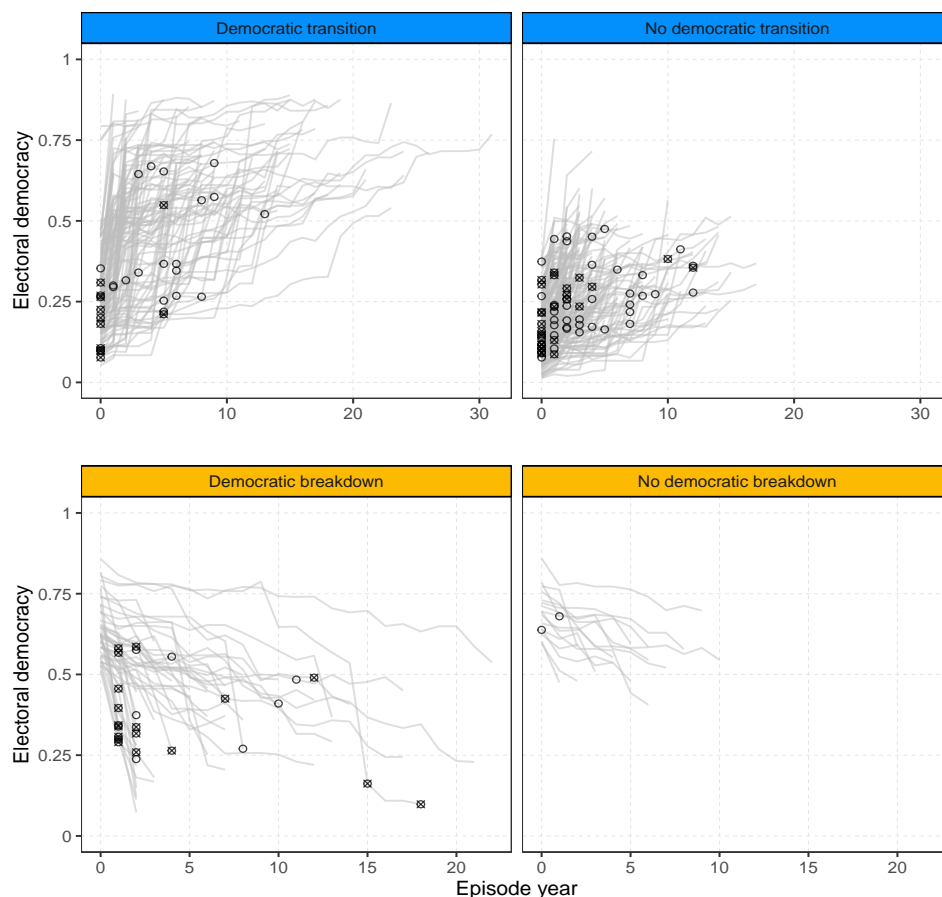 Democratic transition
No democratic transition
Electoral democracy
1
0.75
0.5
0.25
0
0 10 20 30
0 10 20 30
Democratic breakdown
No democratic breakdown
Electoral democracy
1
0.75
0.5
0.25
0
0 5 10 15 20
0 5 10 15 20
Episode year